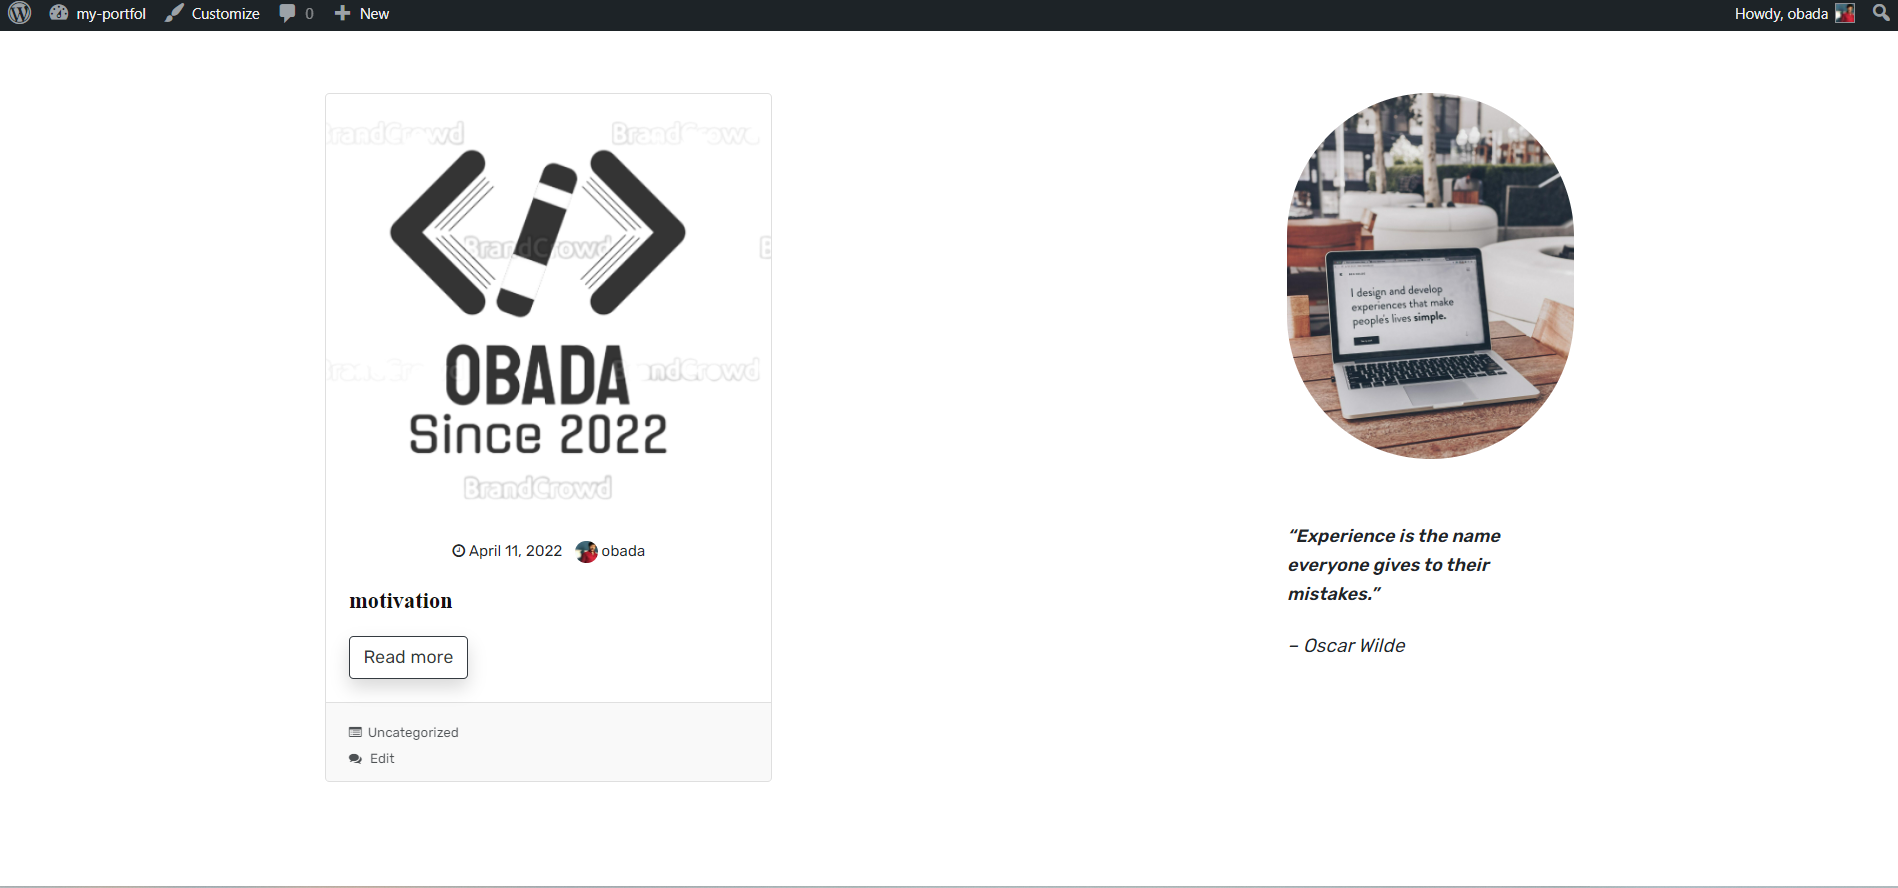 my-portfol Customize 0 New Howdy, obada
BrandCrowd
BrandCrowd
OBADA
Since 2022
BrandCrowd
April 11, 2022 obada
motivation
Read more
Uncategorized
Edit
I design and develop
experiences that make
people's lives simple.
“Experience is the name
everyone gives to their
mistakes.”
– Oscar Wilde